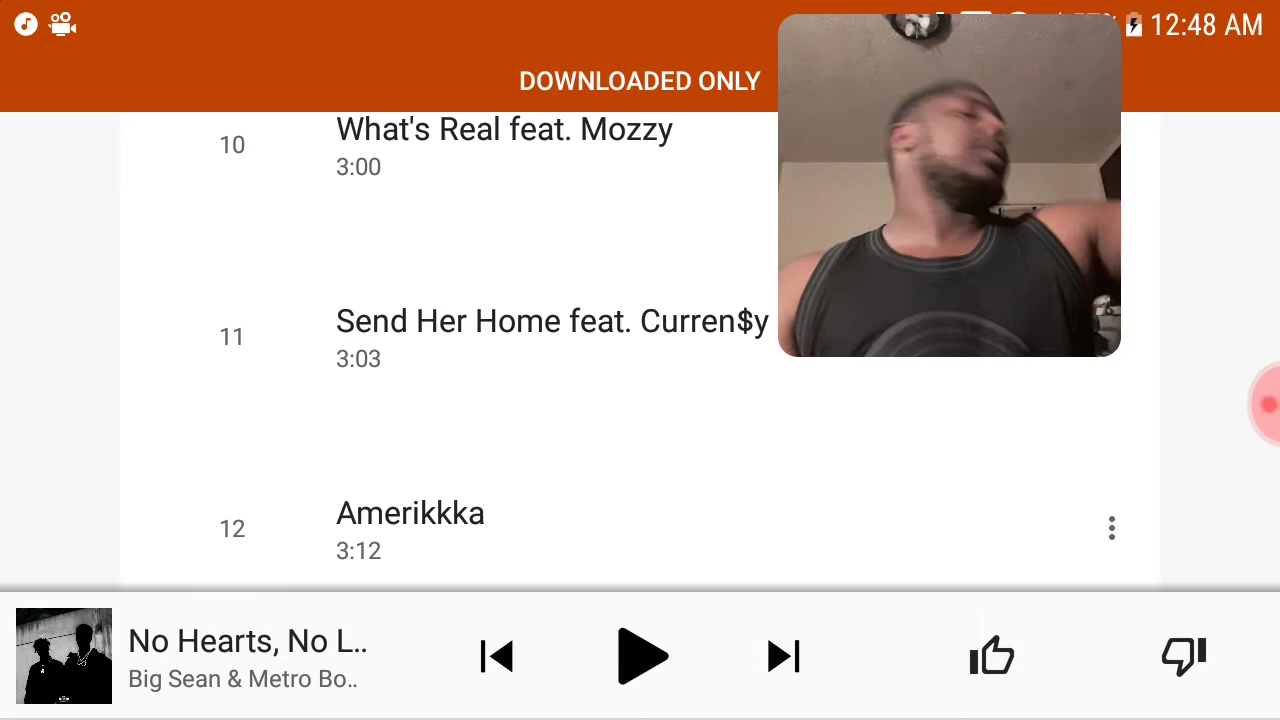 12:48 AM
DOWNLOADED ONLY
10
What's Real feat. Mozzy
3:00
11
Send Her Home feat. Curren$y
3:03
12
Amerikkka
3:12
No Hearts, No L..
Big Sean & Metro Bo..